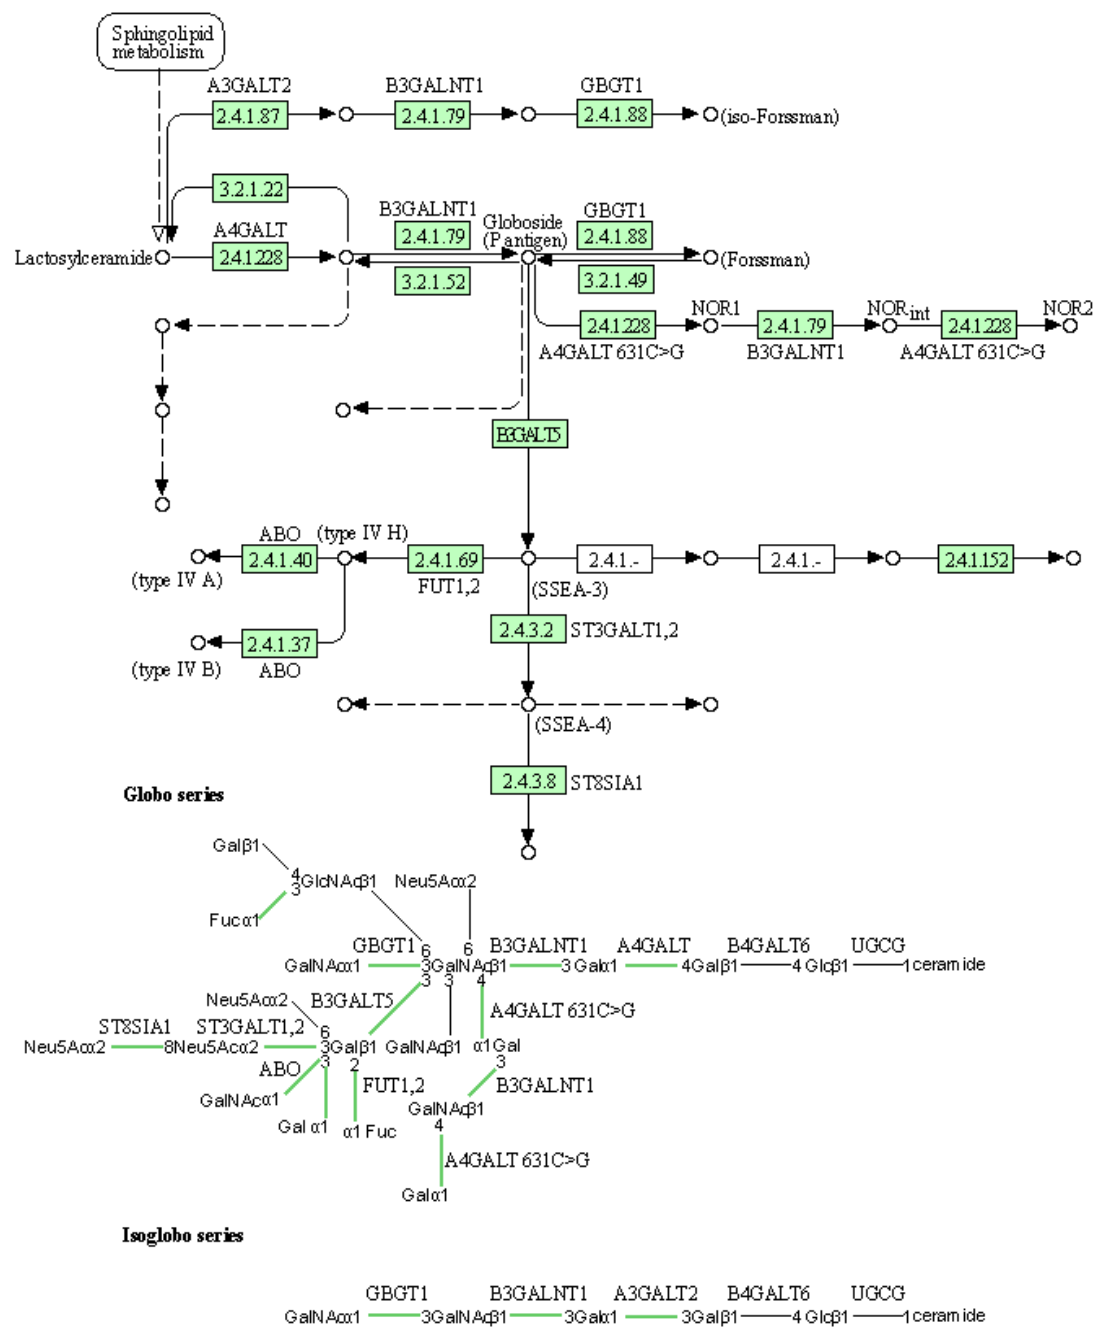 Sphingolipid
metabolism
A3GALT2 B3GALNT1 GBGT1
2.4.1.87 2.4.1.79 2.4.1.88 (iso-Forssman)
3.2.1.22
B3GALNT1 GBGT1
A4GALT 2.4.1.79 Globoside 2.4.1.88
(P antigen)
Lactosylceramide 2.4.1.228 (Forssman)
3.2.1.52 3.2.1.49
NOR1 NORint NOR2
2.4.1.228 2.4.1.79 2.4.1.228
A4GALT 631C>G B3GALNT1 A4GALT 631C>G
B3GALT5
ABO (type IV H)
2.4.1.40 2.4.1.69 2.4.1.- 2.4.1.- 2.4.1.152
(type IV A) FUT1,2 (SSEA-3)
2.4.3.2 ST3GALT1,2
2.4.1.37
(type IV B) ABO
(SSEA-4)
2.4.3.8 ST8SIA1
Globo series
Galβ1
4
3 GlcNAcβ1 Neu5Acα2
Fucα1
GBGT1 6 6 B3GALNT1 A4GALT B4GALT6 UGCG
GalNAcα1 3GalNAcβ1 3 Galα1 4Galβ1 4 Glcβ1 1ceramide
3 3 4
Neu5Acα2 B3GALT5 A4GALT 631C>G
ST8SIA1 ST3GALT1,2 6
Neu5Acα2 8Neu5Acα2 3Galβ1 GalNAcβ1 α1Gal
3 2 3
ABO FUT1,2 B3GALNT1
GalNAcα1 GalNAcβ1
Gal α1 α1 Fuc 4
A4GALT 631C>G
Galα1
Isoglobo series
GBGT1 B3GALNT1 A3GALT2 B4GALT6 UGCG
GalNAcα1 3GalNAcβ1 3Galα1 3Galβ1 4 Glcβ1 1ceramide